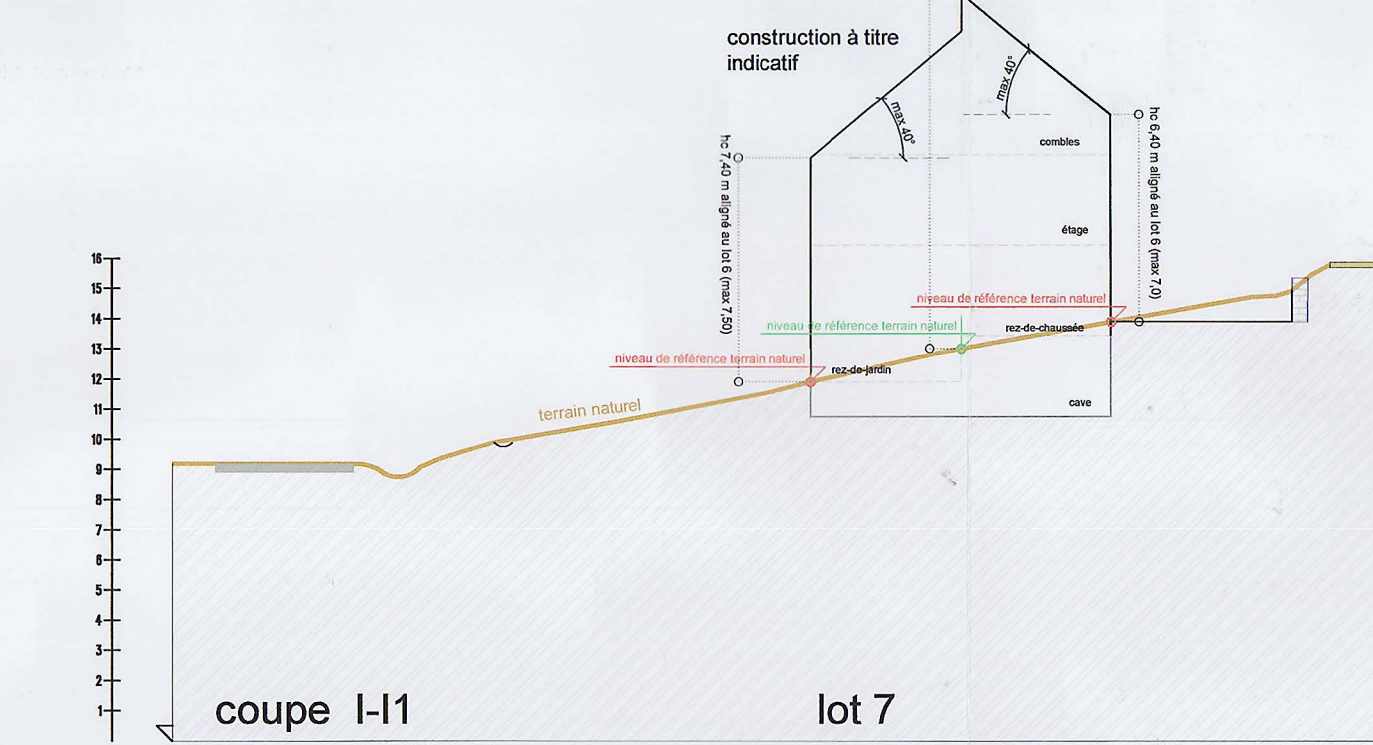 construction à titre
indicatif
max 40°
max 40°
combles
hc 7,40 m aligné au lot 6 (max 7,50)
hc 6,40 m aligné au lot 6 (max 7,0)
étage
niveau de référence terrain naturel
niveau de référence terrain naturel
rez-de-chaussée
niveau de référence terrain naturel
rez-de-jardin
cave
terrain naturel
16
15
14
13
12
11
10
9
8
7
6
5
4
3
2
1
coupe I-I1
lot 7